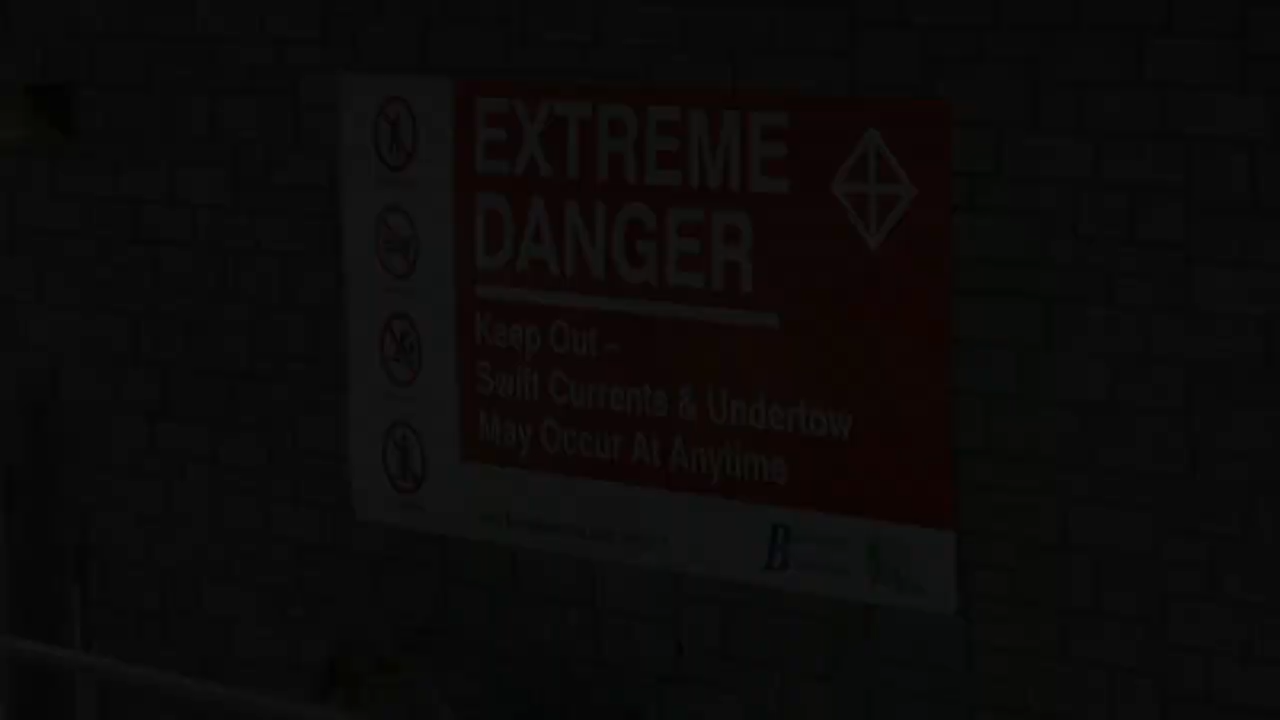 EXTREME
DANGER
Keep Out -
Swift Currents & Undertow
May Occur At Anytime
B